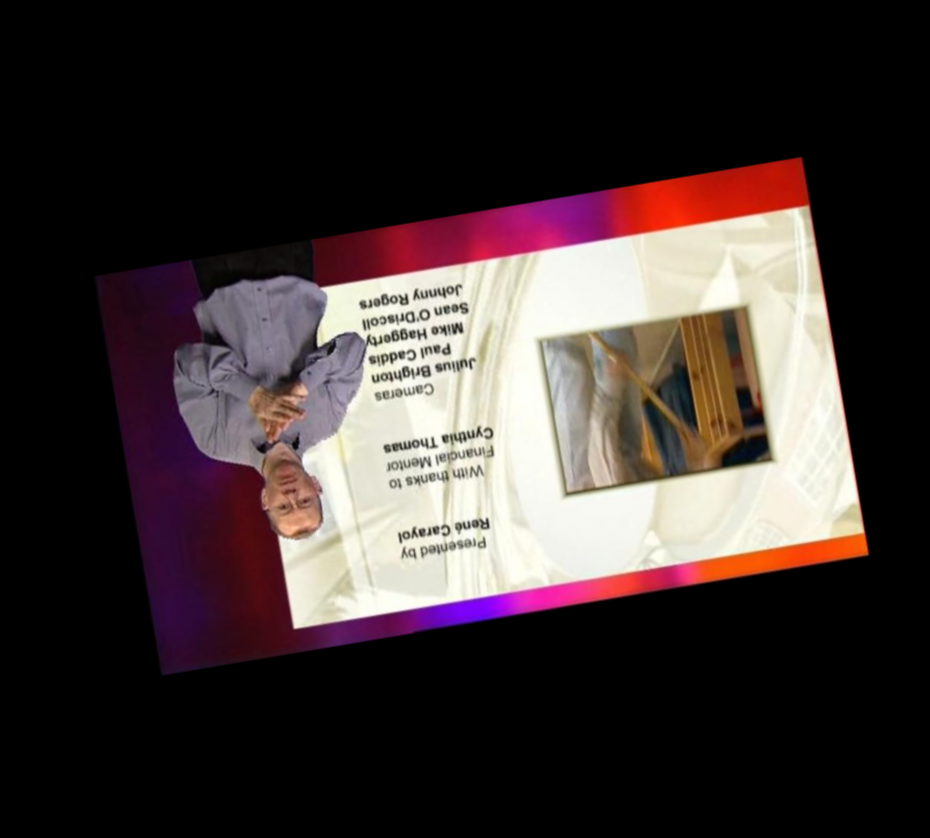 Presented by
René Carayol
With thanks to
Financial Mentor
Cynthia Thomas
Cameras
Julius Brighton
Paul Caddis
Mike Haggerty
Sean O'Driscoll
Johnny Rogers